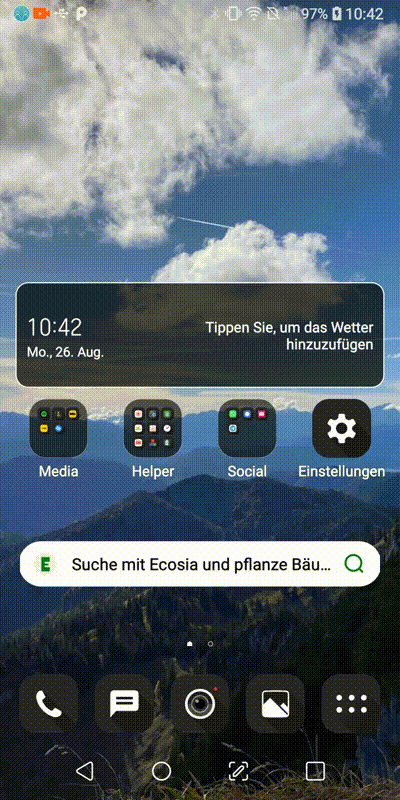 97% 10:42
10:42
Mo., 26. Aug.
Tippen Sie, um das Wetter
hinzuzufügen
Media
Helper
Social
Einstellungen
Suche mit Ecosia und pflanze Bäu...